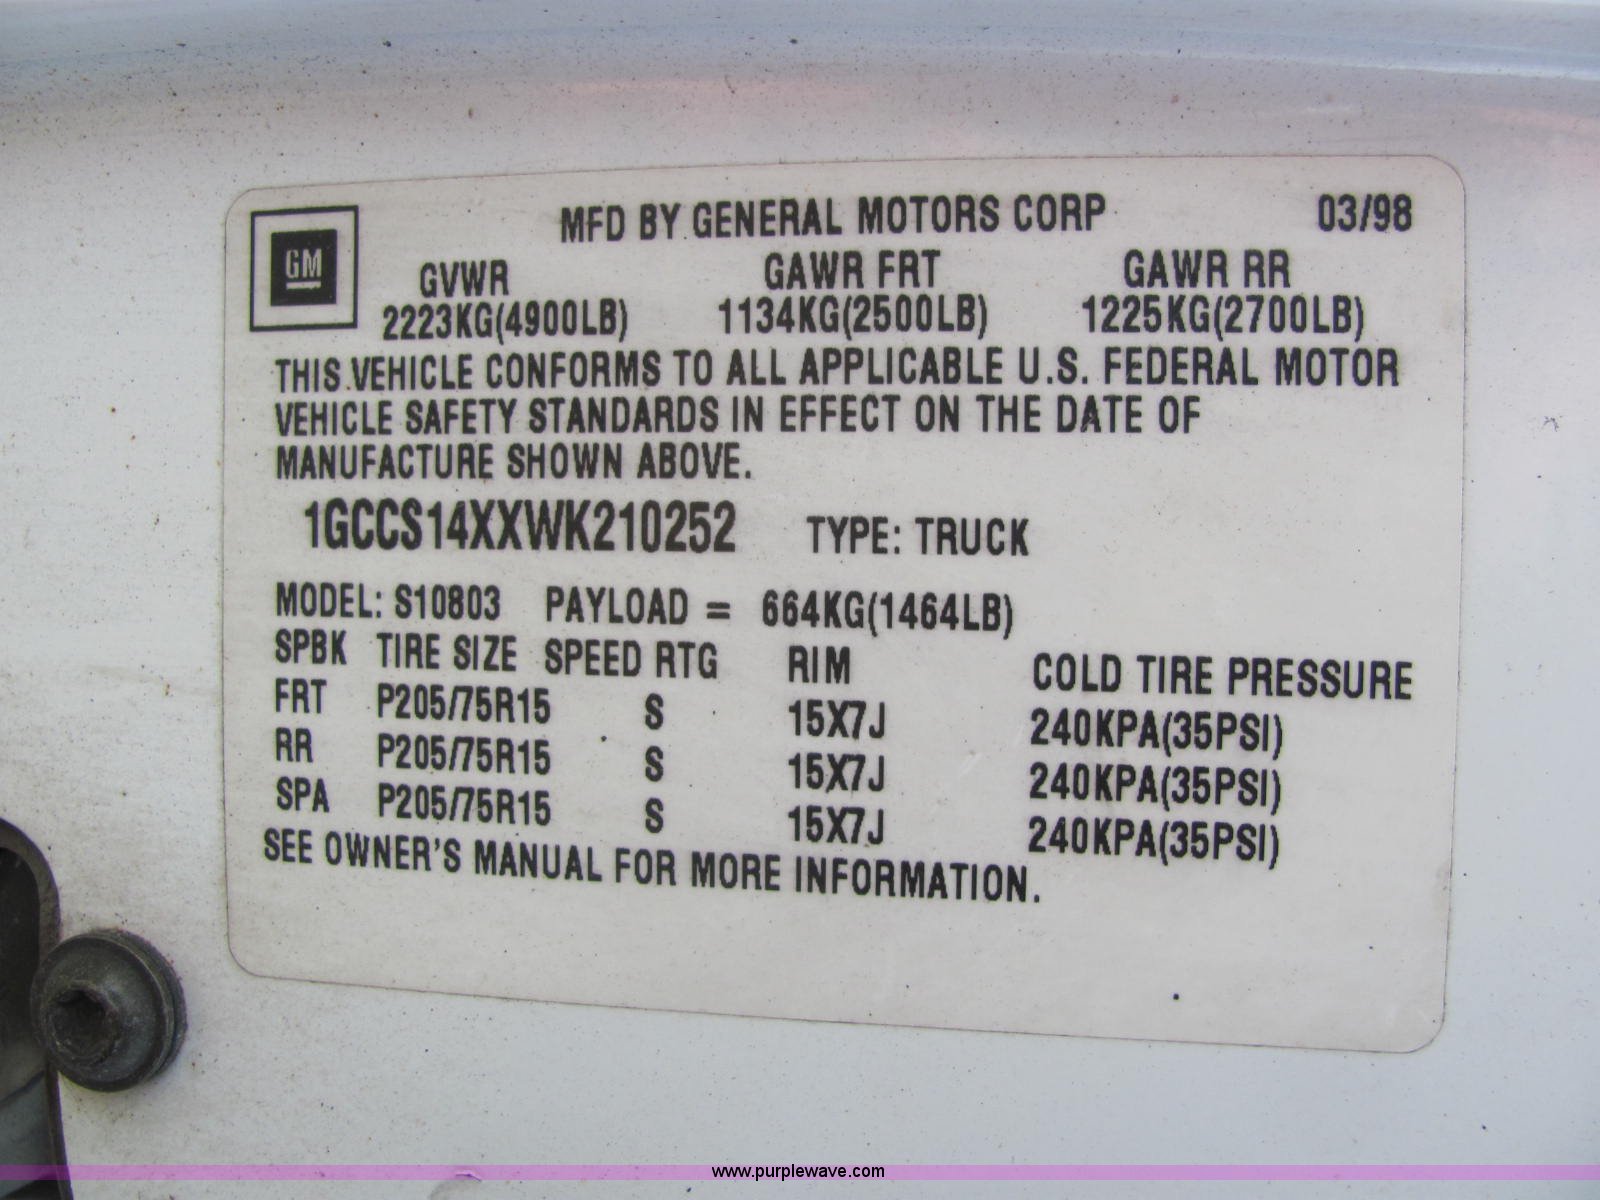 MFD BY GENERAL MOTORS CORP 03/98
GM
GVWR GAWR FRT GAWR RR
2223KG(4900LB) 1134KG(2500LB) 1225KG(2700LB)
THIS VEHICLE CONFORMS TO ALL APPLICABLE U.S. FEDERAL MOTOR
VEHICLE SAFETY STANDARDS IN EFFECT ON THE DATE OF
MANUFACTURE SHOWN ABOVE.
1GCCS14XXWK210252 TYPE: TRUCK
MODEL: S10803 PAYLOAD = 664KG(1464LB)
SPBK TIRE SIZE SPEED RTG RIM COLD TIRE PRESSURE
FRT P205/75R15 S 15X7J 240KPA(35PSI)
RR P205/75R15 S 15X7J 240KPA(35PSI)
SPA P205/75R15 S 15X7J 240KPA(35PSI)
SEE OWNER'S MANUAL FOR MORE INFORMATION.
www.purplewave.com